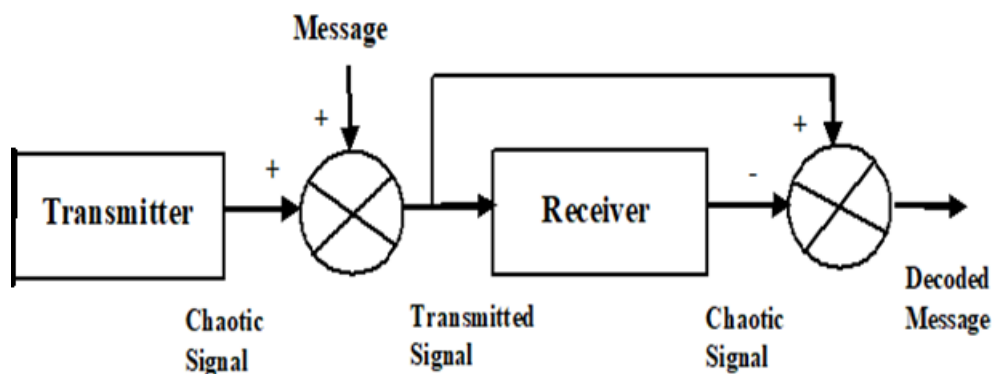 Message
+
+
+
-
Transmitter
Receiver
Chaotic
Signal
Transmitted
Signal
Chaotic
Signal
Decoded
Message